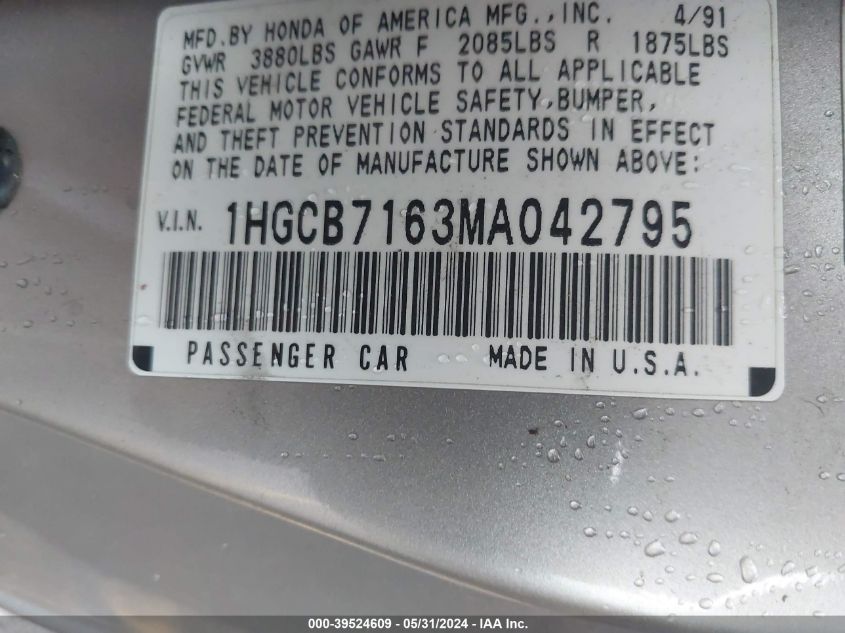 MFD.BY HONDA OF AMERICA MFG.,INC. 4/91
GVWR 3880LBS GAWR F 2085LBS R 1875LBS
THIS VEHICLE CONFORMS TO ALL APPLICABLE
FEDERAL MOTOR VEHICLE SAFETY,BUMPER,
AND THEFT PREVENTION STANDARDS IN EFFECT
ON THE DATE OF MANUFACTURE SHOWN ABOVE:
V.I.N. 1HGCB7163MA042795
PASSENGER CAR MADE IN U.S.A.
000-39524609 - 05/31/2024 - IAA Inc.